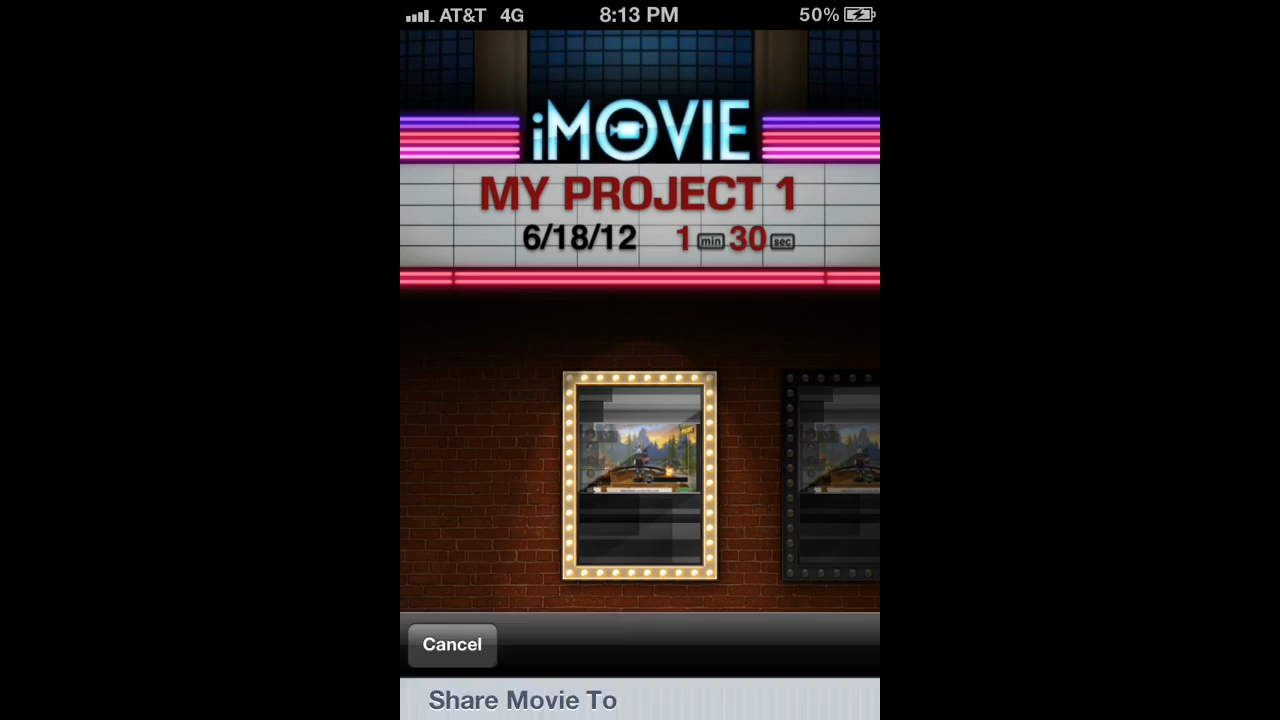 AT&T 4G 8:13 PM 50%
iMOVIE
MY PROJECT 1
6/18/12 1 min 30 sec
Cancel
Share Movie To